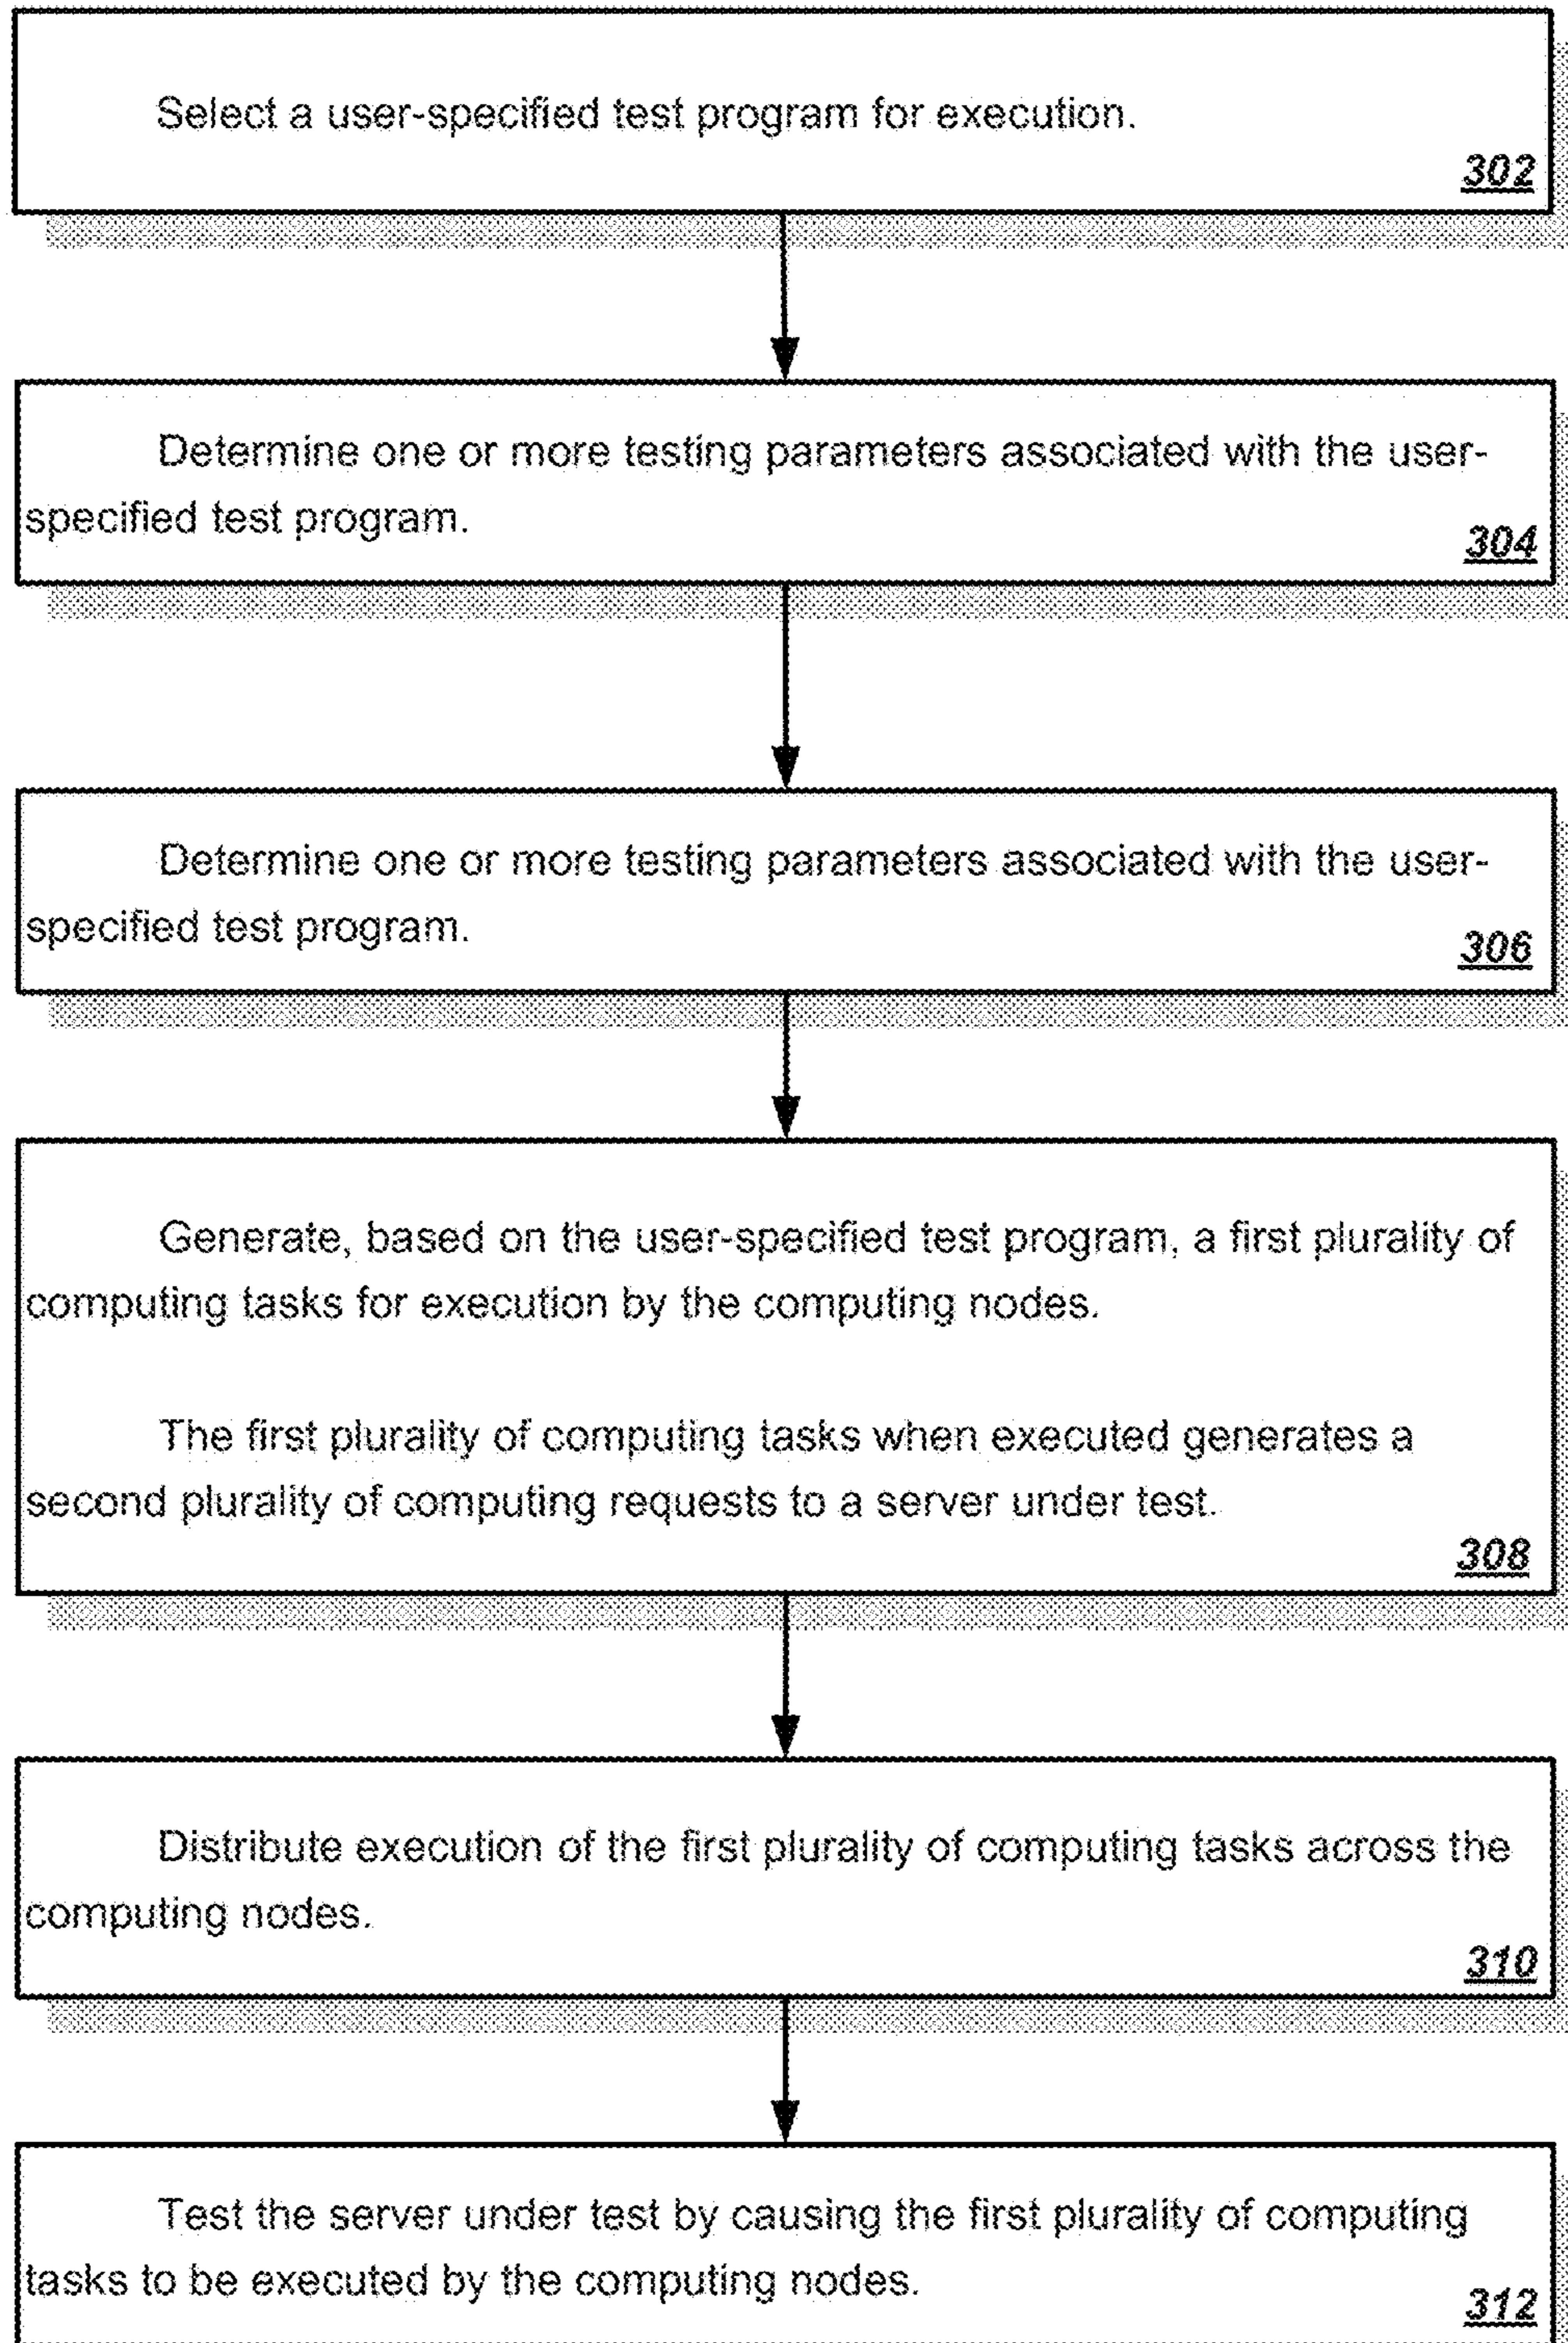 Select a user-specified test program for execution.
302
Determine one or more testing parameters associated with the user-
specified test program.
304
Determine one or more testing parameters associated with the user-
specified test program.
306
Generate, based on the user-specified test program, a first plurality of
computing tasks for execution by the computing nodes.
The first plurality of computing tasks when executed generates a
second plurality of computing requests to a server under test.
308
Distribute execution of the first plurality of computing tasks across the
computing nodes.
310
Test the server under test by causing the first plurality of computing
tasks to be executed by the computing nodes.
312